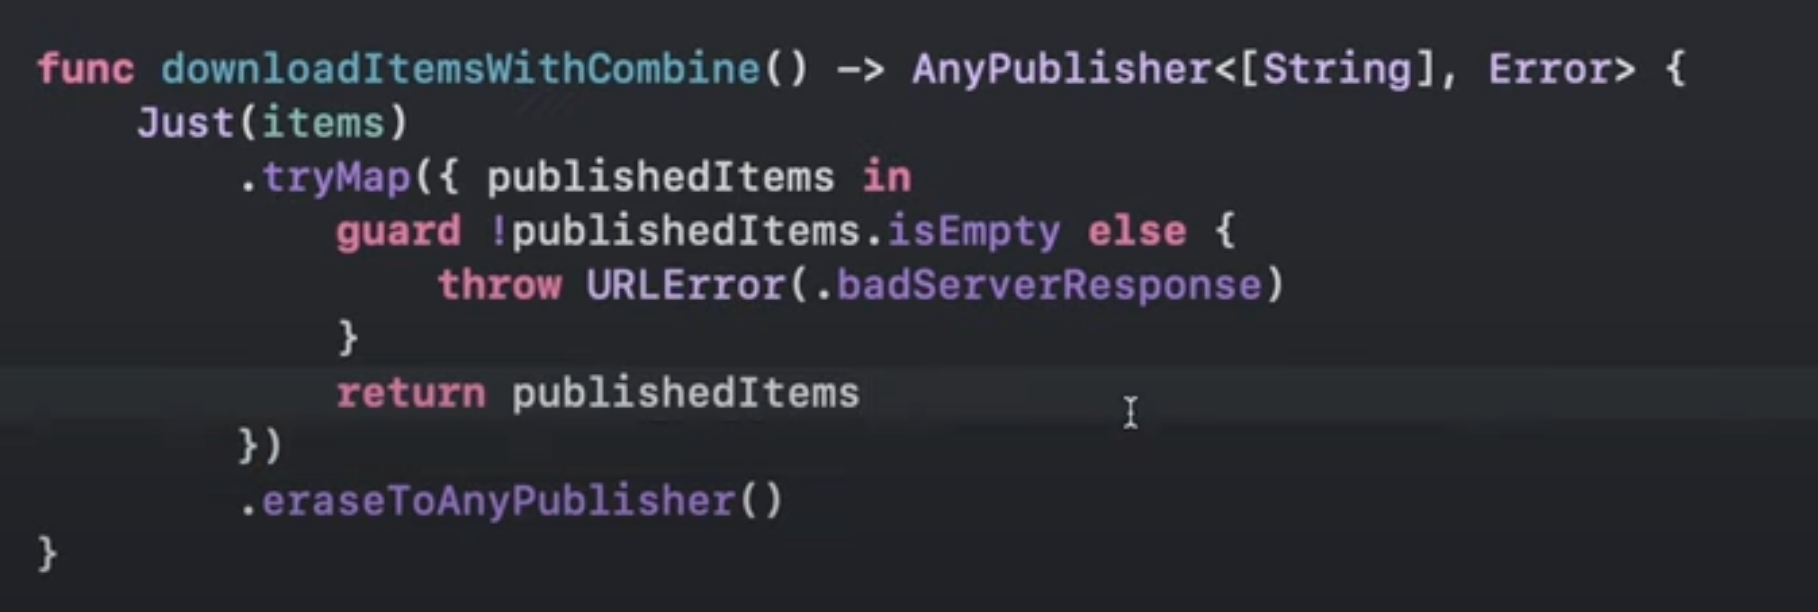 func downloadItemsWithCombine() -> AnyPublisher<[String], Error> {
    Just(items)
        .tryMap({ publishedItems in
            guard !publishedItems.isEmpty else {
                throw URLError(.badServerResponse)
            }
            return publishedItems
        })
        .eraseToAnyPublisher()
}